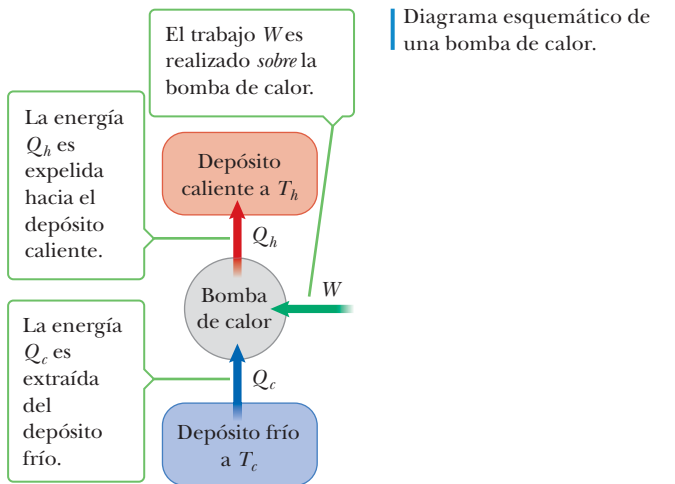 Diagrama esquemático de
una bomba de calor.
El trabajo W es
realizado sobre la
bomba de calor.
La energía
Q_h es
expelida
hacia el
depósito
caliente.
Depósito
caliente a T_h
Q_h
W
Bomba
de calor
La energía
Q_c es
extraída
del
depósito
frío.
Q_c
Depósito frío
a T_c